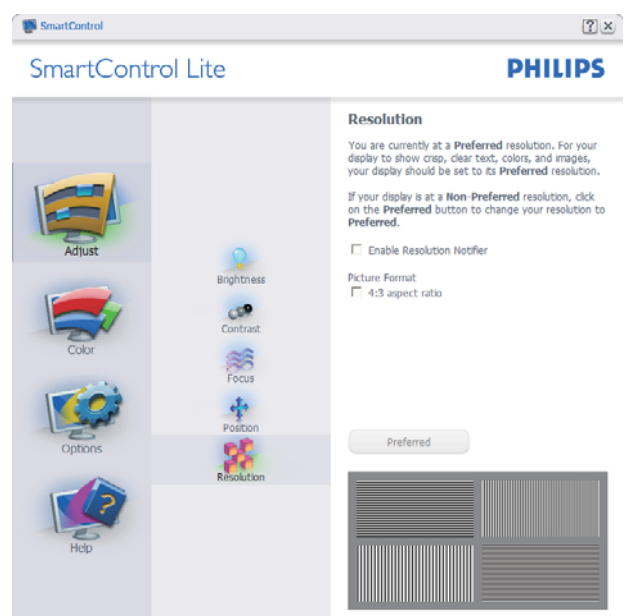 SmartControl
SmartControl Lite
PHILIPS
Adjust
Color
Options
Help
Brightness
Contrast
Focus
Position
Resolution
Resolution
You are currently at a Preferred resolution. For your
display to show crisp, clear text, colors, and images,
your display should be set to its Preferred resolution.
If your display is at a Non-Preferred resolution, click
on the Preferred button to change your resolution to
Preferred.
Enable Resolution Notifier
Picture Format
4:3 aspect ratio
Preferred